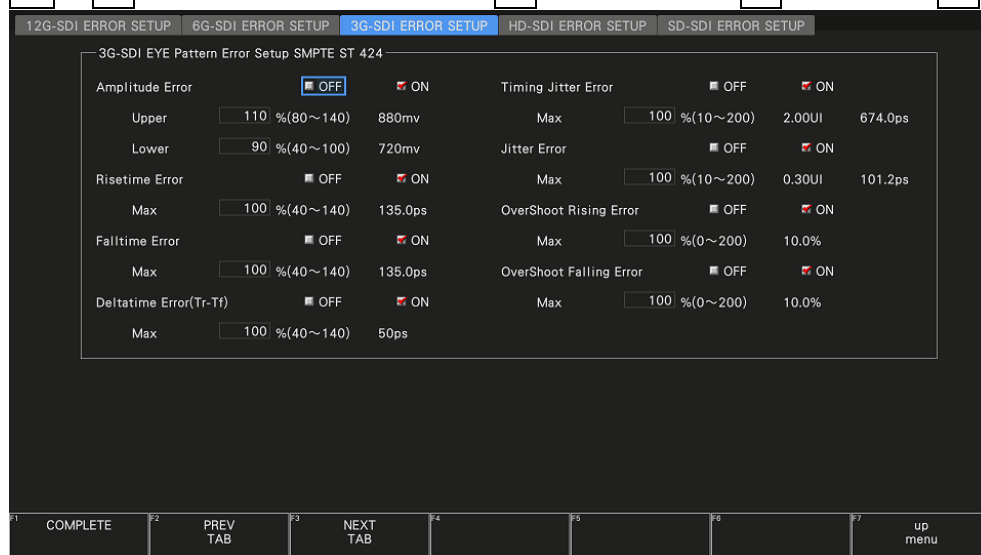 12G-SDI ERROR SETUP 6G-SDI ERROR SETUP 3G-SDI ERROR SETUP HD-SDI ERROR SETUP SD-SDI ERROR SETUP
3G-SDI EYE Pattern Error Setup SMPTE ST 424
Amplitude Error OFF ON
Upper 110 %(80～140) 880mv
Lower 90 %(40～100) 720mv
Risetime Error OFF ON
Max 100 %(40～140) 135.0ps
Falltime Error OFF ON
Max 100 %(40～140) 135.0ps
Deltatime Error(Tr-Tf) OFF ON
Max 100 %(40～140) 50ps
Timing Jitter Error OFF ON
Max 100 %(10～200) 2.00UI 674.0ps
Jitter Error OFF ON
Max 100 %(10～200) 0.30UI 101.2ps
OverShoot Rising Error OFF ON
Max 100 %(0～200) 10.0%
OverShoot Falling Error OFF ON
Max 100 %(0～200) 10.0%
F1 COMPLETE
F2 PREV
TAB
F3 NEXT
TAB
F4
F5
F6
F7 up
menu